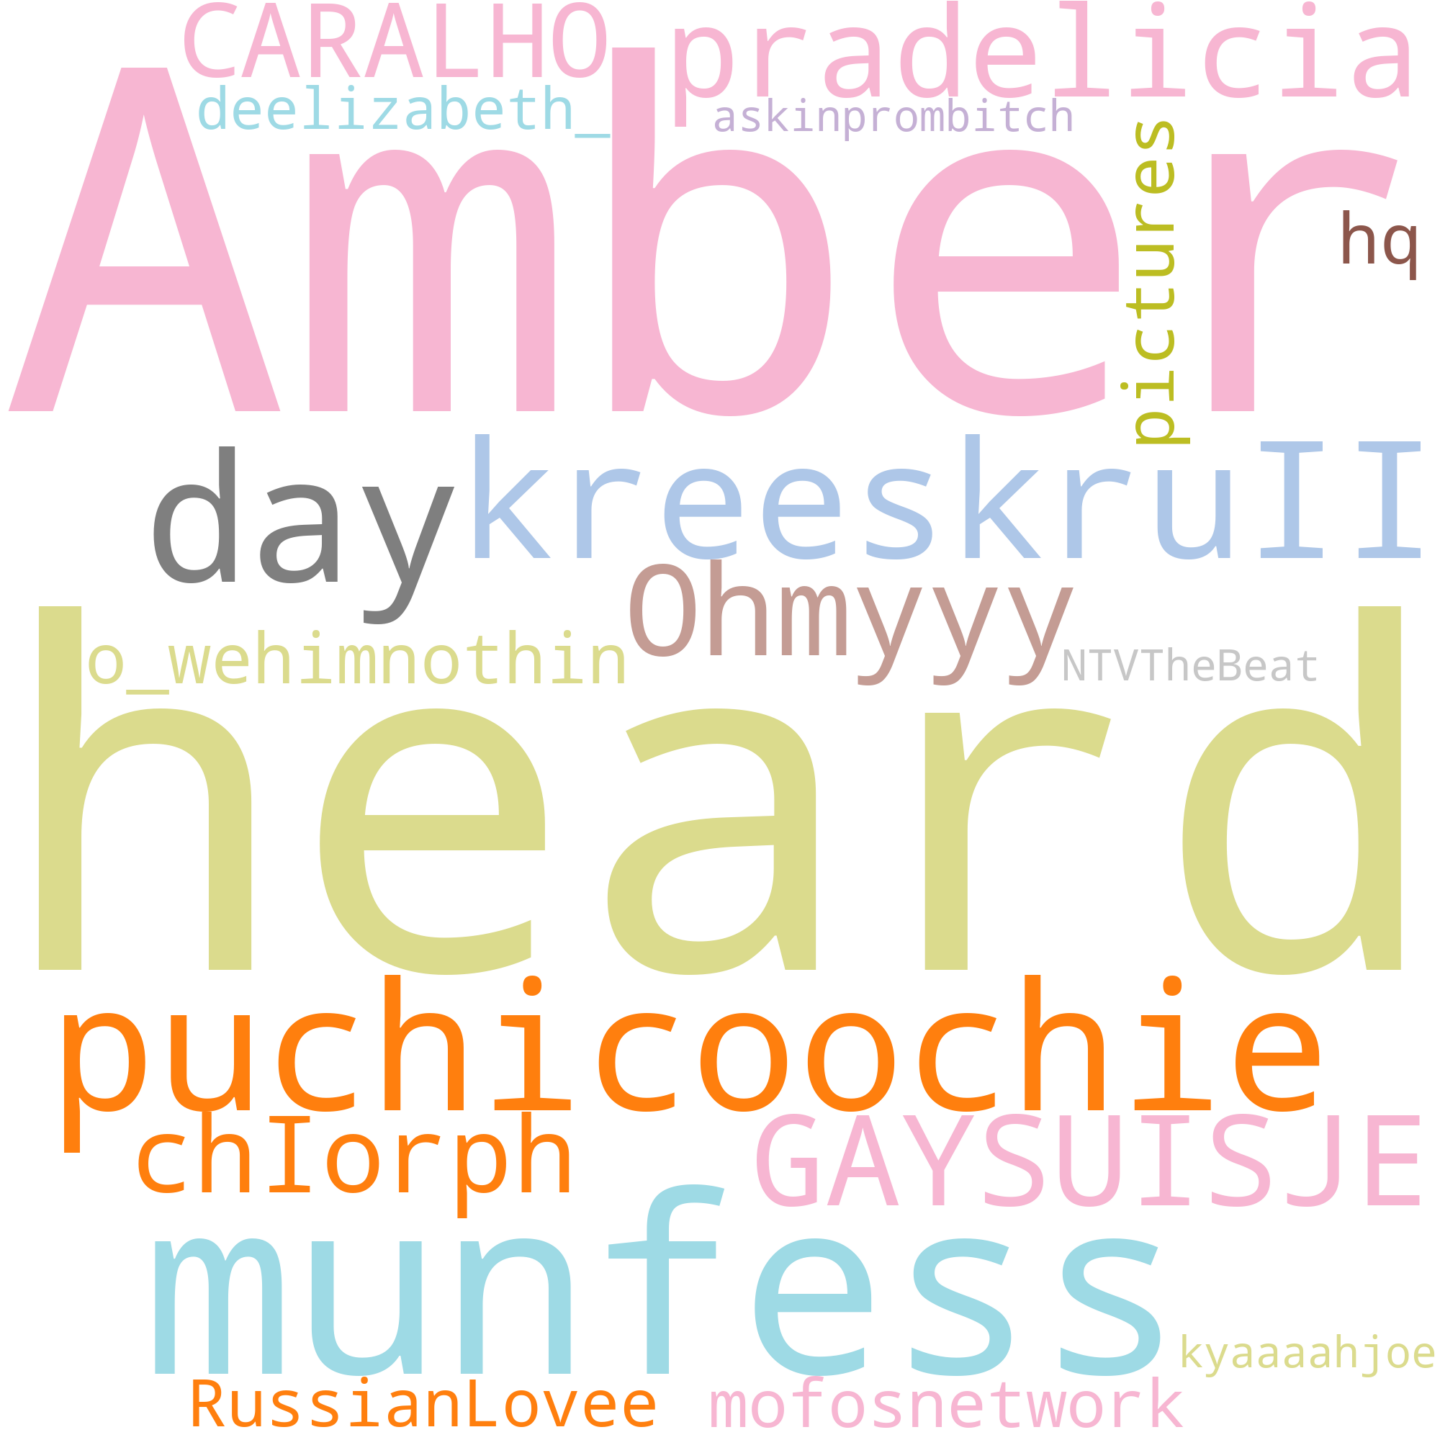 CARALHO pradelicia
deelizabeth_ askinprombitch
Amber
pictures
hq
day kreeskruII
Ohmyyy
o_wehimnothin NTVTheBeat
heard
puchicoochie
chIorph GAYSUISJE
munfess
kyaaaahjoe
RussianLovee mofosnetwork